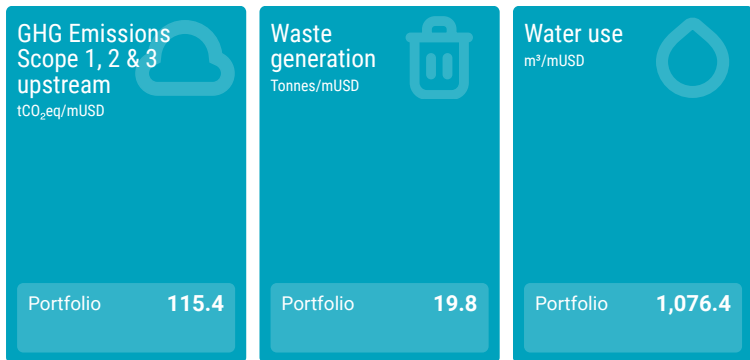 GHG Emissions
Scope 1, 2 & 3
upstream
tCO₂eq/mUSD
Portfolio 115.4
Waste
generation
Tonnes/mUSD
Portfolio 19.8
Water use
m³/mUSD
Portfolio 1,076.4